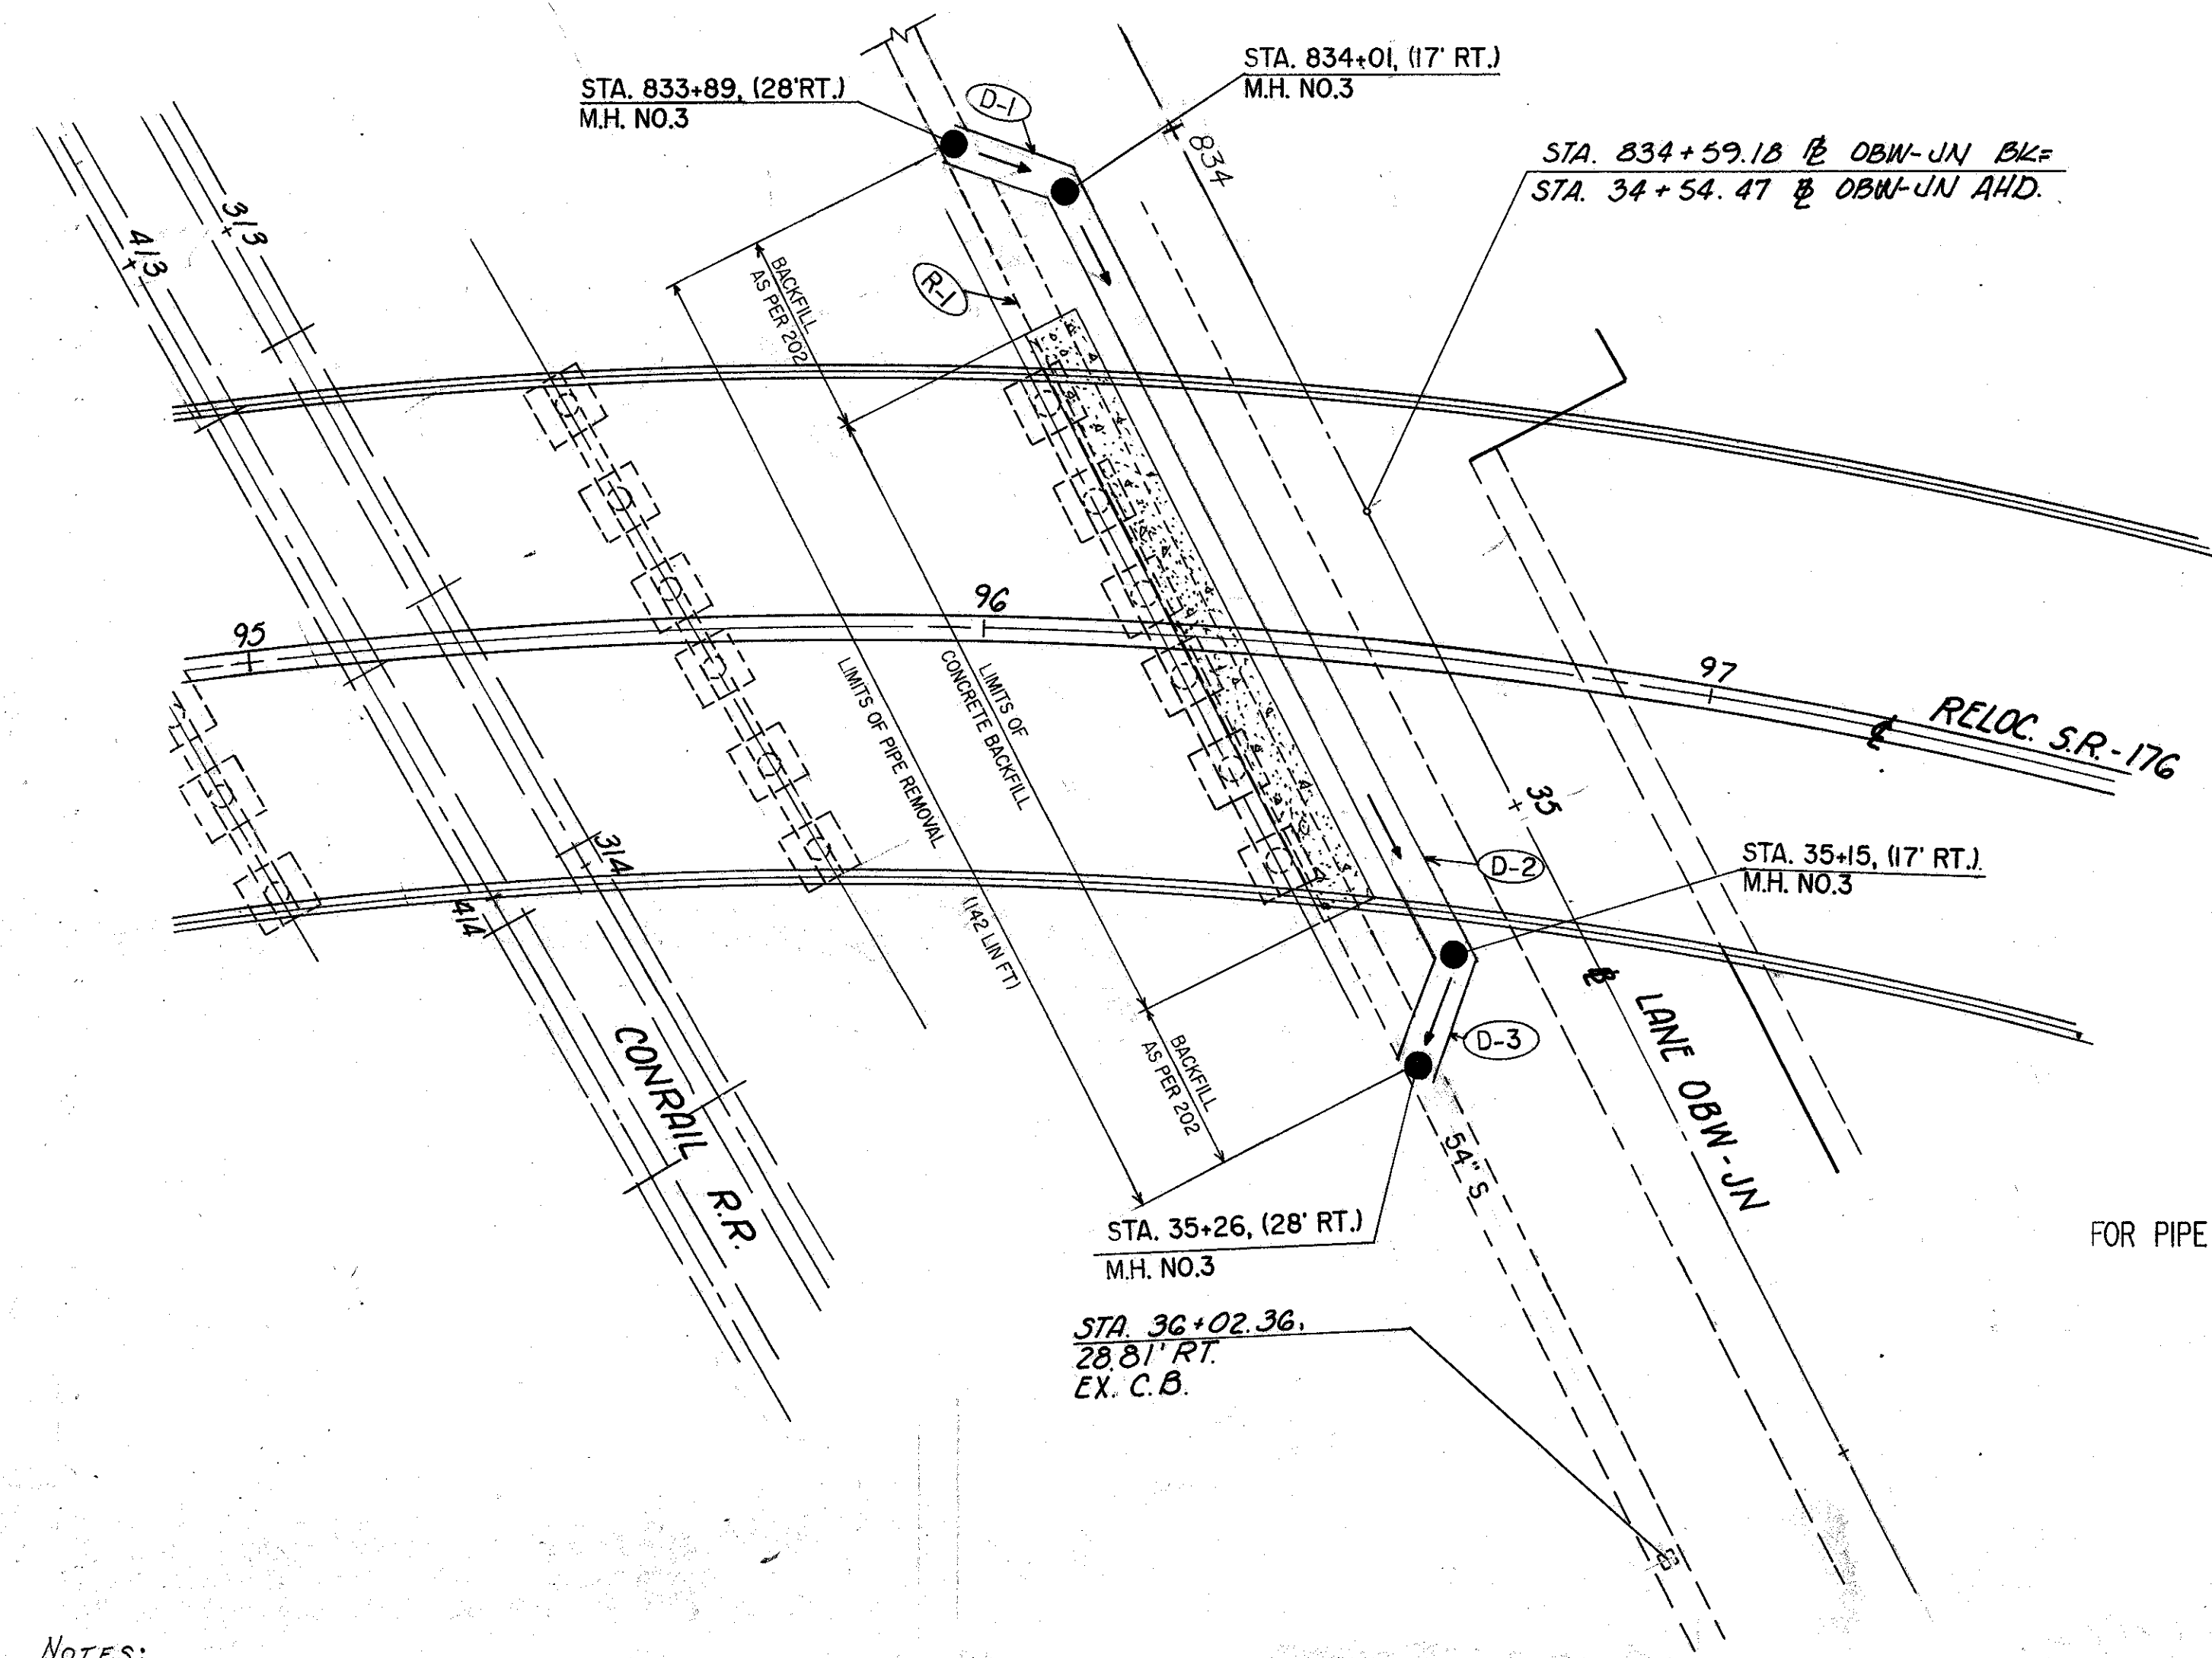 STA. 833+89, (28'RT.)
M.H. NO.3
D-1
STA. 834+01, (17' RT.)
M.H. NO.3
834
STA. 834+59.18 ⅊ OBW-JN BK=
STA. 34+54.47 ⅊ OBW-JN AHD.
413
313
R-1
BACKFILL
AS PER 202
95
96
97
LIMITS OF
CONCRETE BACKFILL
LIMITS OF PIPE REMOVAL
(142 LIN FT)
℄ RELOC. S.R.-176
35
D-2
STA. 35+15, (17' RT.)
M.H. NO.3
314
414
D-3
LANE OBW-JN
CONRAIL R.R.
BACKFILL
AS PER 202
54" S
STA. 35+26, (28' RT.)
M.H. NO.3
FOR PIPE
STA. 36+02.36,
28.81' RT.
EX. C.B.
NOTES: